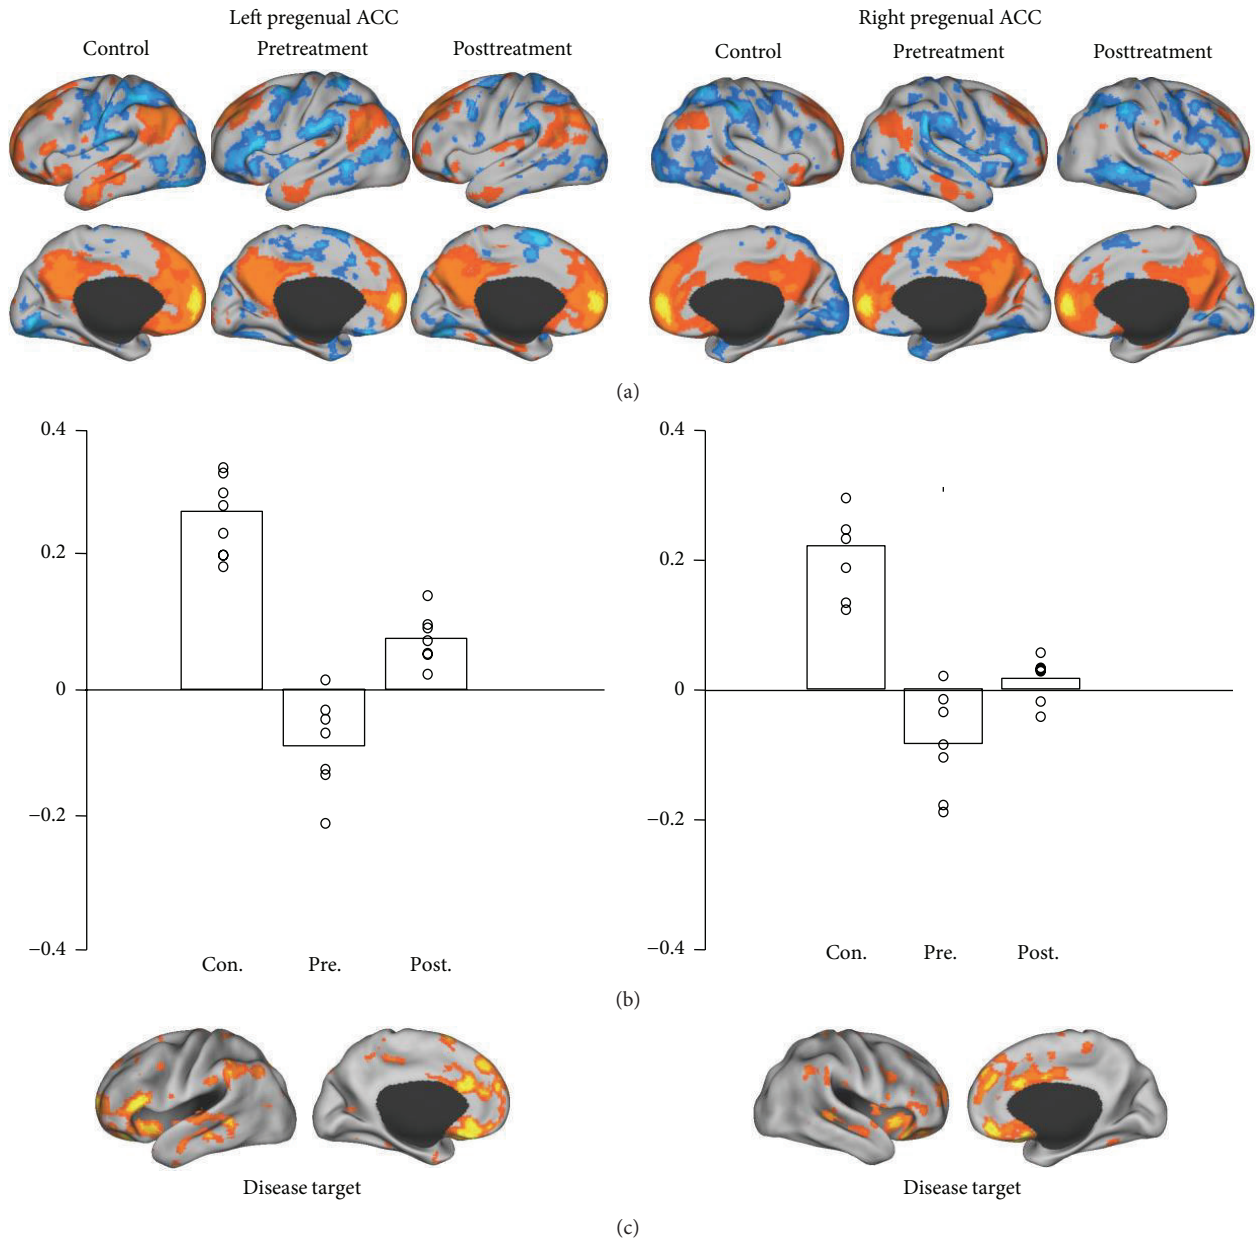 Left pregenual ACC
Control Pretreatment Posttreatment
Right pregenual ACC
Control Pretreatment Posttreatment
(a)
0.4
0.2
0
−0.2
−0.4
Con. Pre. Post.
0.4
0.2
0
−0.2
−0.4
Con. Pre. Post.
(b)
Disease target
Disease target
(c)